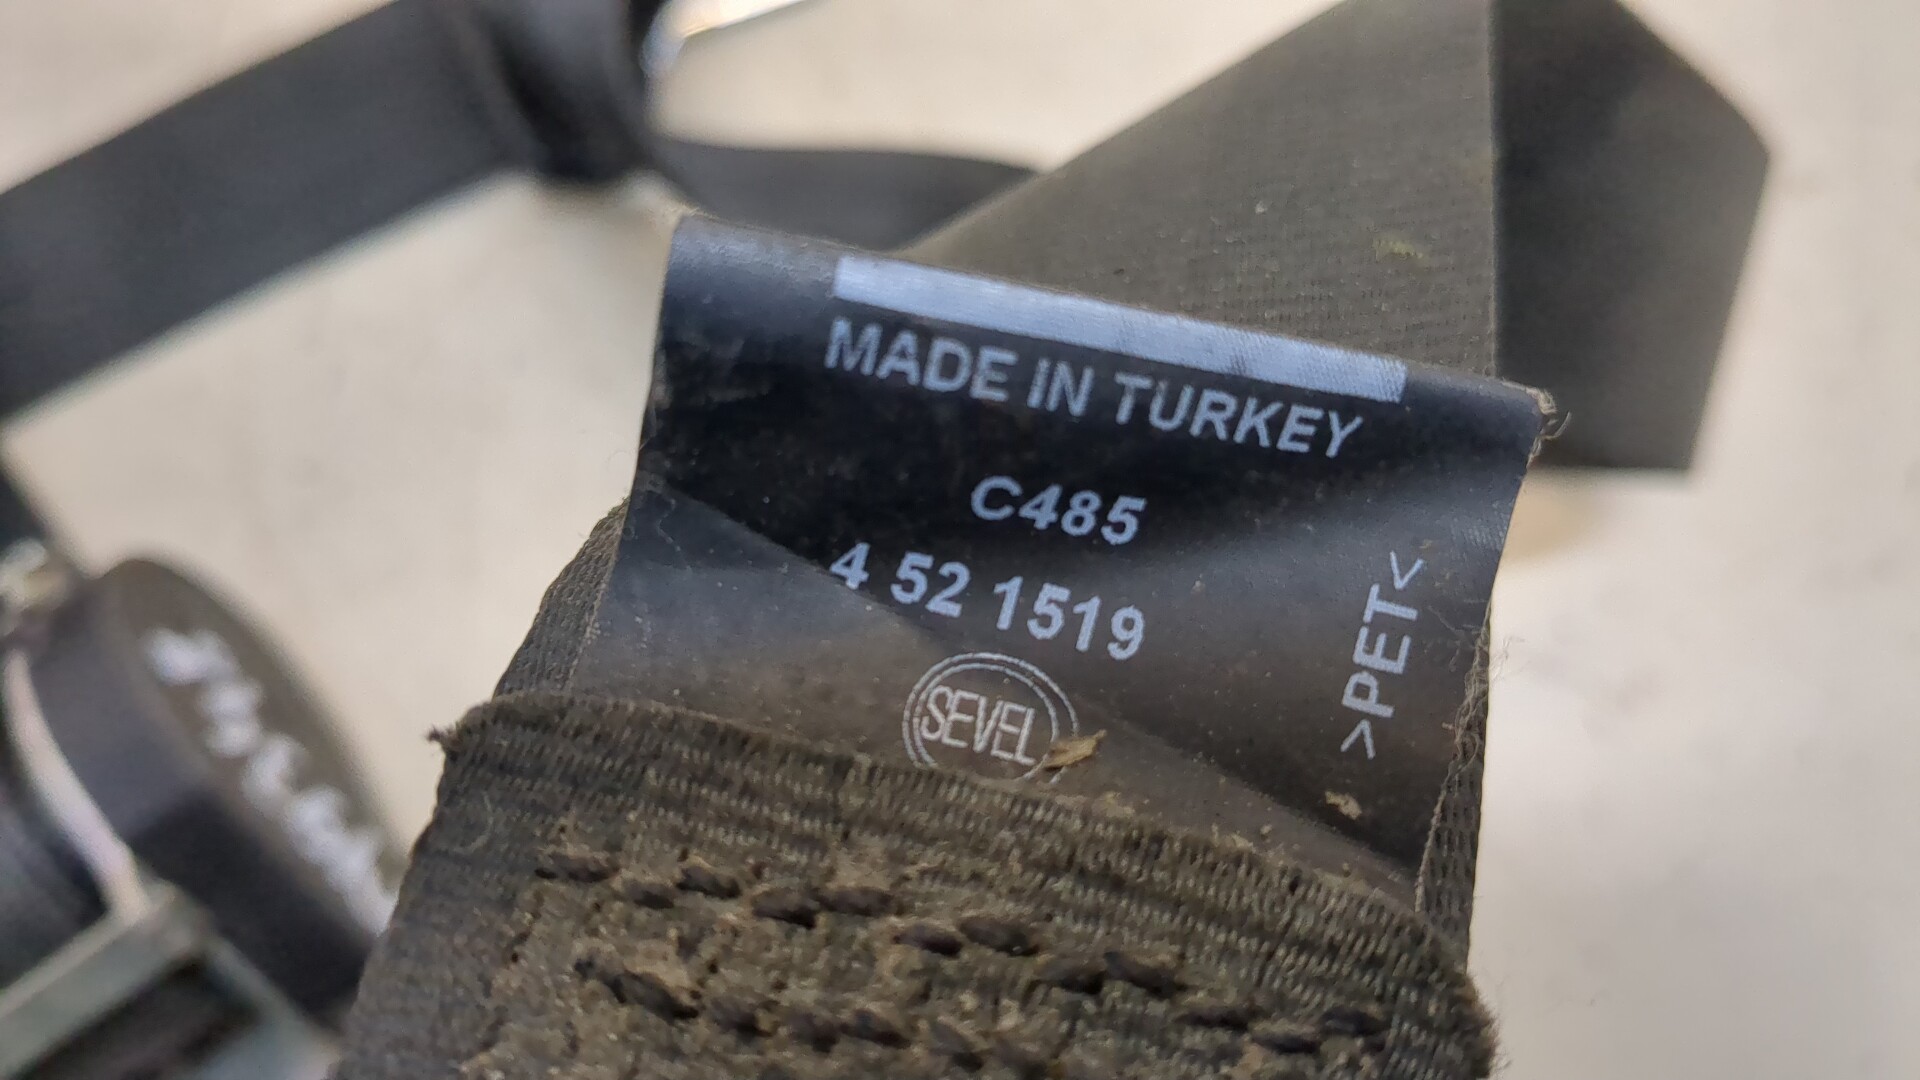 MADE IN TURKEY
C485
4 52 1519
SEVEL
>PET<